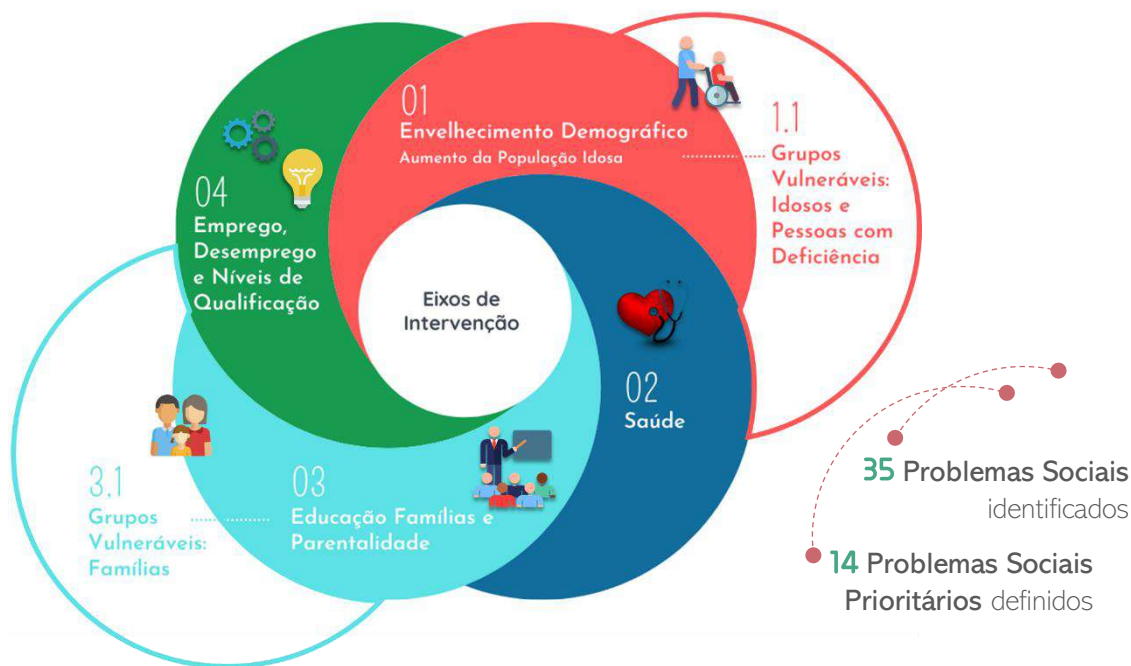 01
Envelhecimento Demográfico
Aumento da População Idosa
1.1
Grupos
Vulneráveis:
Idosos e
Pessoas com
Deficiência
04
Emprego,
Desemprego
e Níveis de
Qualificação
Eixos de
Intervenção
02
Saúde
3.1
Grupos
Vulneráveis:
Famílias
03
Educação Famílias e
Parentalidade
35 Problemas Sociais
identificados
14 Problemas Sociais
Prioritários definidos